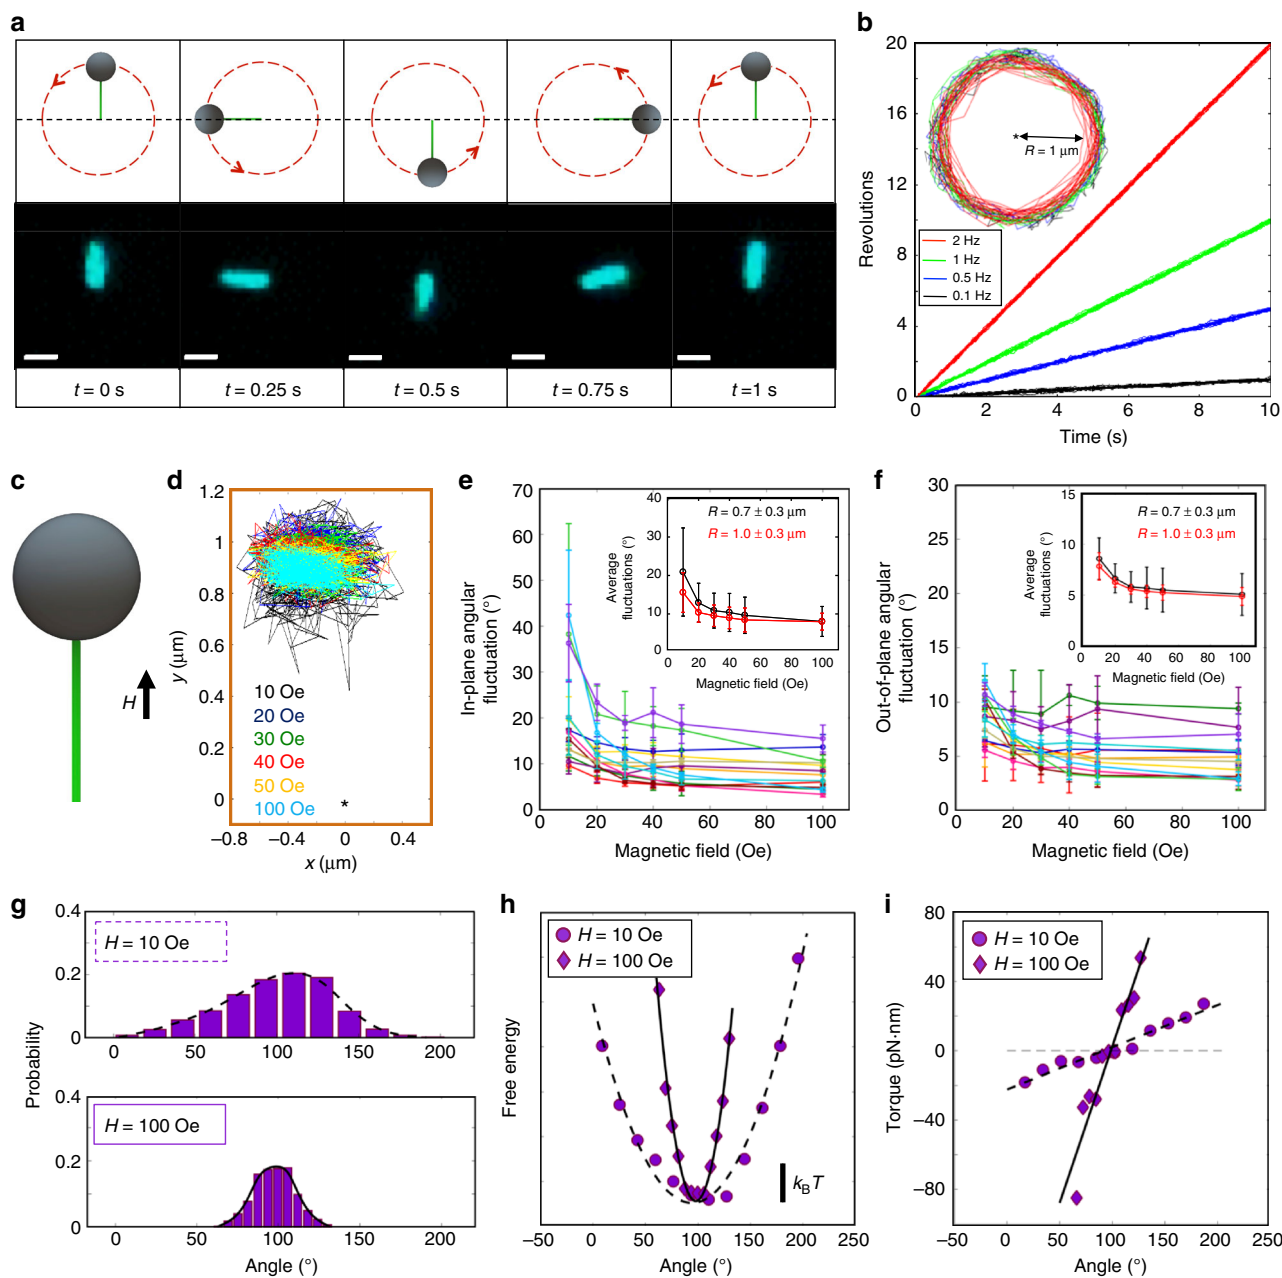 a
t = 0 s
t = 0.25 s
t = 0.5 s
t = 0.75 s
t =1 s
b
Revolutions
20
16
12
8
4
0
0
2
4
6
8
10
Time (s)
*
R = 1 µm
2 Hz
1 Hz
0.5 Hz
0.1 Hz
c
H
d
y (µm)
1.2
1
0.8
0.6
0.4
0.2
0
10 Oe
20 Oe
30 Oe
40 Oe
50 Oe
100 Oe
*
–0.8
–0.4
0
0.4
x (µm)
e
In-plane angular
fluctuation (°)
70
60
50
40
30
20
10
0
0
20
40
60
80
100
Magnetic field (Oe)
Average
fluctuations (°)
40
30
20
10
0
R = 0.7 ± 0.3 µm
R = 1.0 ± 0.3 µm
0
20
40
60
80
100
Magnetic field (Oe)
f
Out-of-plane angular
fluctuation (°)
30
25
20
15
10
5
0
0
20
40
60
80
100
Magnetic field (Oe)
Average
fluctuations (°)
15
10
5
0
R = 0.7 ± 0.3 µm
R = 1.0 ± 0.3 µm
0
20
40
60
80
100
Magnetic field (Oe)
g
Probability
0.4
0.2
0
H = 10 Oe
0
50
100
150
200
0.4
0.2
0
H = 100 Oe
0
50
100
150
200
Angle (°)
h
Free energy
H = 10 Oe
H = 100 Oe
kBT
–50
0
50
100
150
200
250
Angle (°)
i
Torque (pN·nm)
80
40
0
–40
–80
H = 10 Oe
H = 100 Oe
–50
0
50
100
150
200
250
Angle (°)